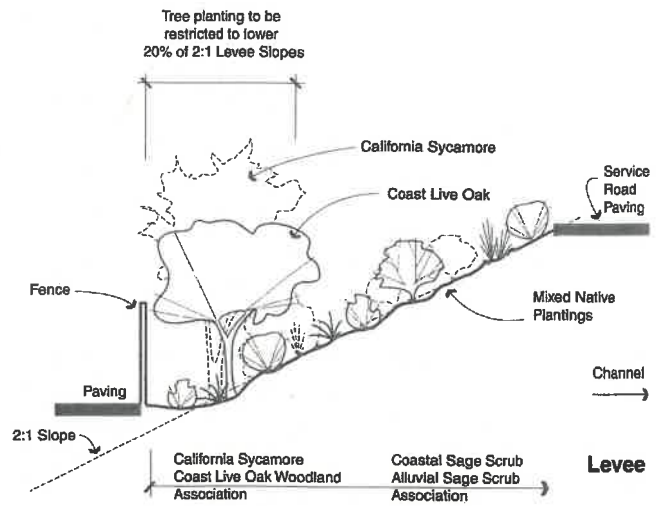 Tree planting to be
restricted to lower
20% of 2:1 Levee Slopes
California Sycamore
Service
Road
Paving
Coast Live Oak
Fence
Mixed Native
Plantings
Channel
Paving
2:1 Slope
California Sycamore
Coast Live Oak Woodland
Association
Coastal Sage Scrub
Alluvial Sage Scrub
Association
Levee